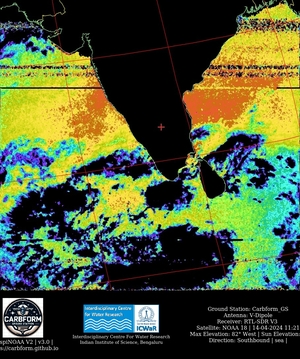 CARBFORM
Interdisciplinary Centre
for Water Research
ICWaR
Interdisciplinary Centre For Water Research
Indian Institute of Science, Bengaluru
spiNOAA V2 | v3.0 |
s://carbform.github.io
Ground Station: Carbform_GS
Antenna: V-Dipole
Receiver: RTL-SDR V3
Satellite: NOAA 18 | 14-04-2024 11:21
Max Elevation: 82° West | Sun Elevation:
Direction: Southbound | sea |